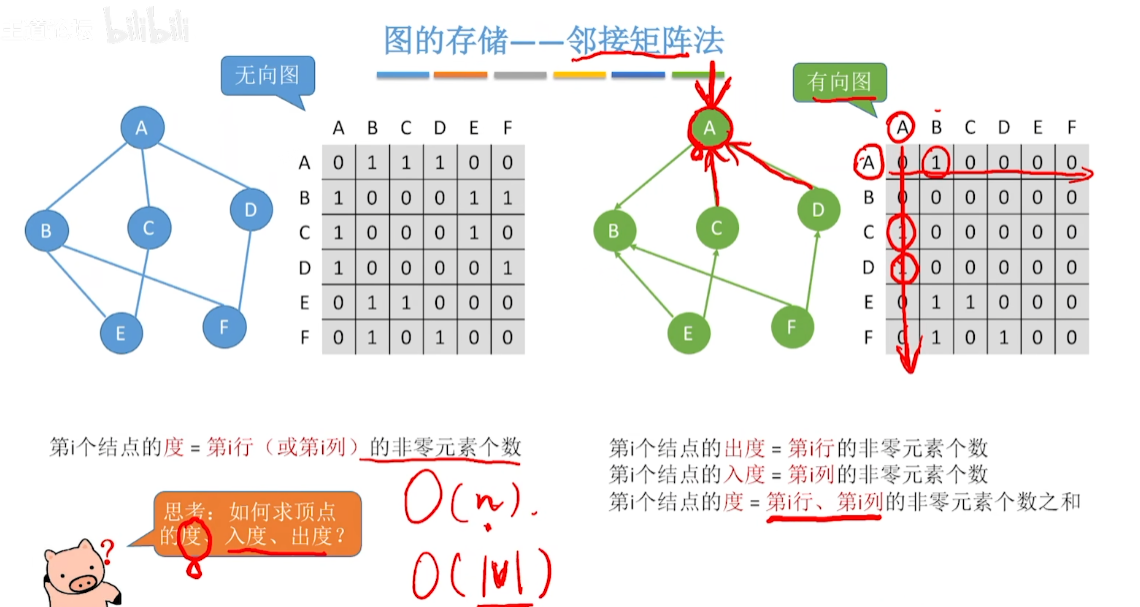 bilibili
图的存储——邻接矩阵法
无向图
A
B
C
D
E
F
A B C D E F
A 0 1 1 1 0 0
B 1 0 0 0 1 1
C 1 0 0 0 1 0
D 1 0 0 0 0 1
E 0 1 1 0 0 0
F 0 1 0 1 0 0
有向图
A
B
C
D
E
F
A B C D E F
A 0 1 0 0 0 0
B 0 0 0 0 0 0
C 1 0 0 0 0 0
D 1 0 0 0 0 0
E 0 1 1 0 0 0
F 0 1 0 1 0 0
第i个结点的度 = 第i行（或第i列）的非零元素个数
思考：如何求顶点
的度、入度、出度？
?
O(n).
O(|V|)
第i个结点的出度 = 第i行的非零元素个数
第i个结点的入度 = 第i列的非零元素个数
第i个结点的度 = 第i行、第i列的非零元素个数之和